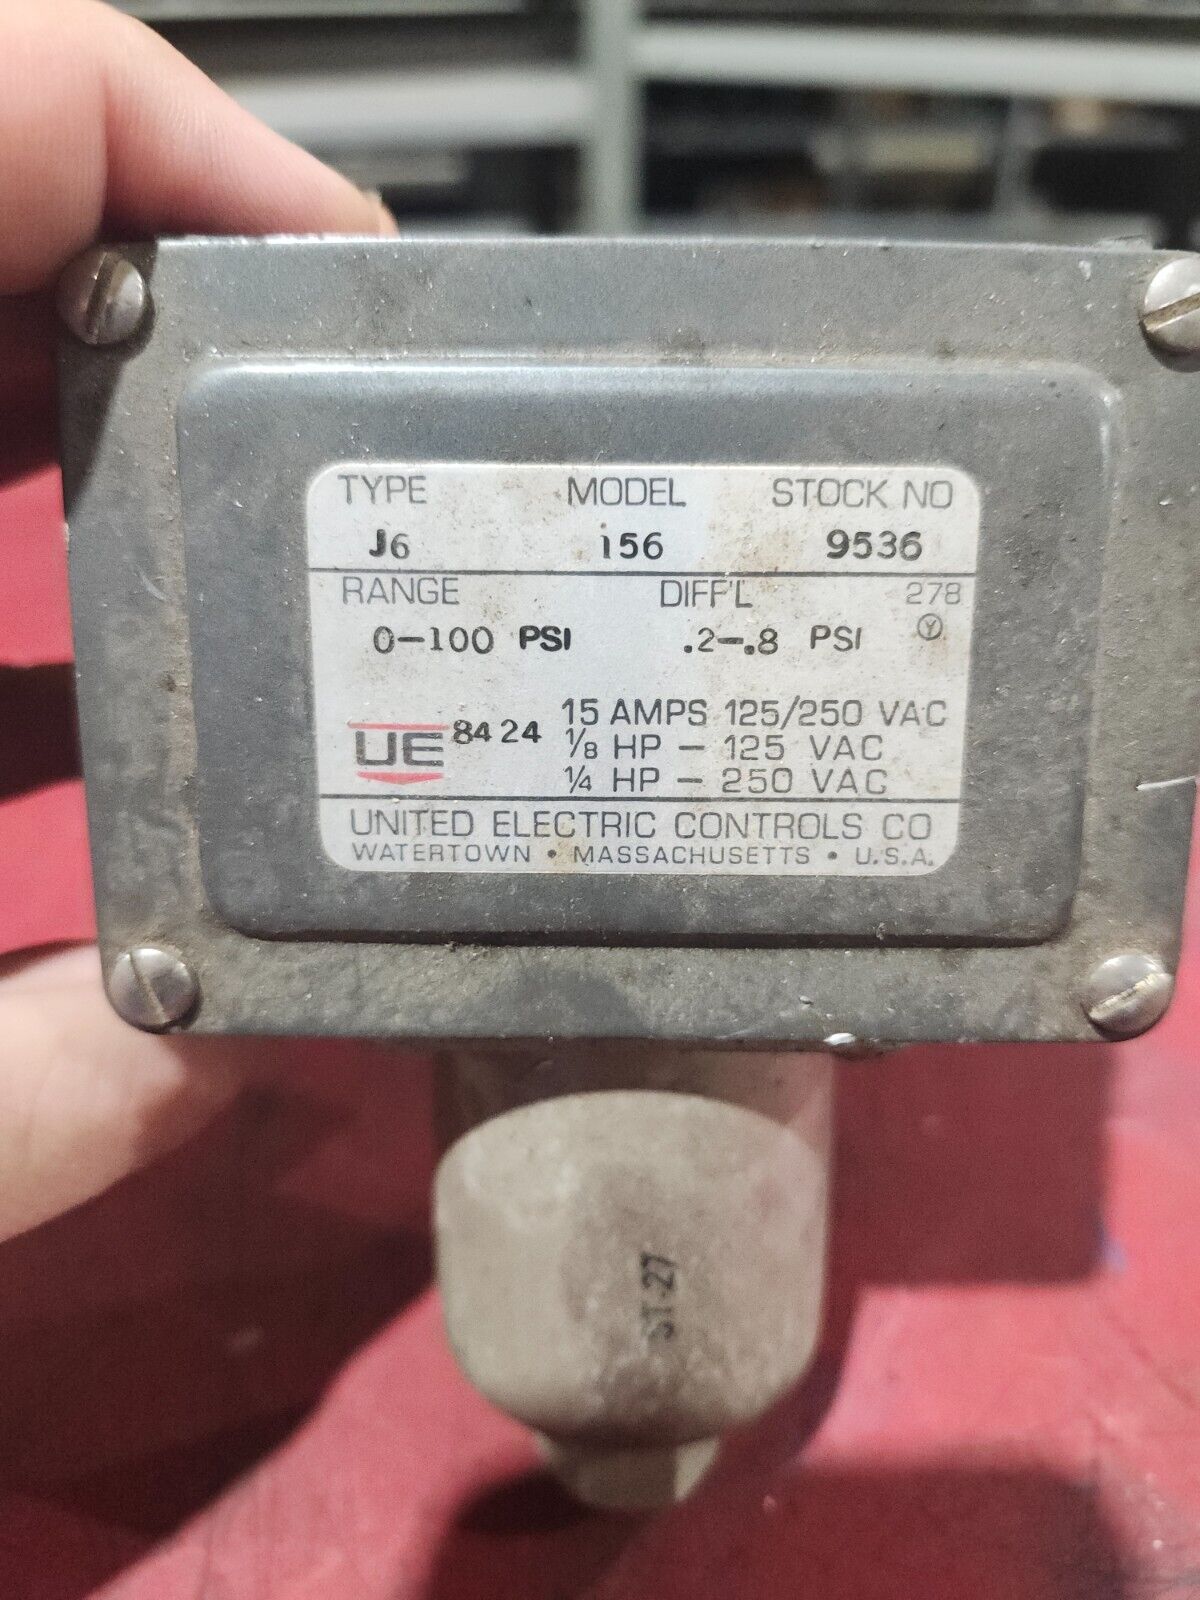 TYPE MODEL STOCK NO
J6 156 9536
RANGE DIFF'L 278
0-100 PSI .2-.8 PSI Ⓨ
15 AMPS 125/250 VAC
UE 8424 1/8 HP - 125 VAC
1/4 HP - 250 VAC
UNITED ELECTRIC CONTROLS CO
WATERTOWN • MASSACHUSETTS • U.S.A.
ST-27